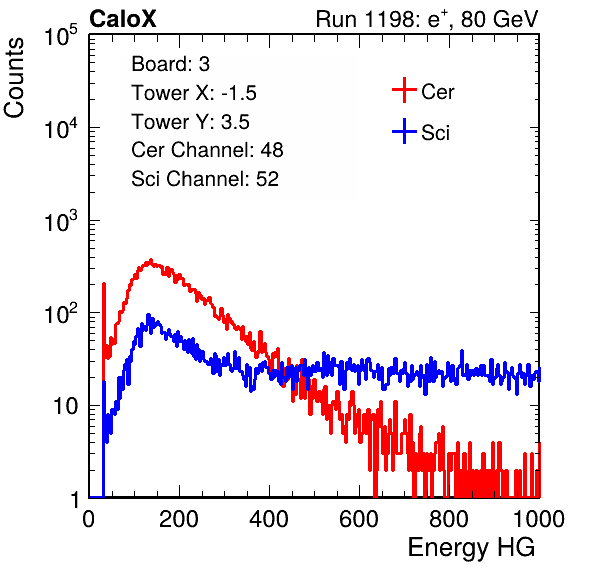 CaloX Run 1198: e⁺, 80 GeV
Counts
10⁵
10⁴
10³
10²
10
1
Board: 3
Tower X: -1.5
Tower Y: 3.5
Cer Channel: 48
Sci Channel: 52
Cer
Sci
0 200 400 600 800 1000
Energy HG